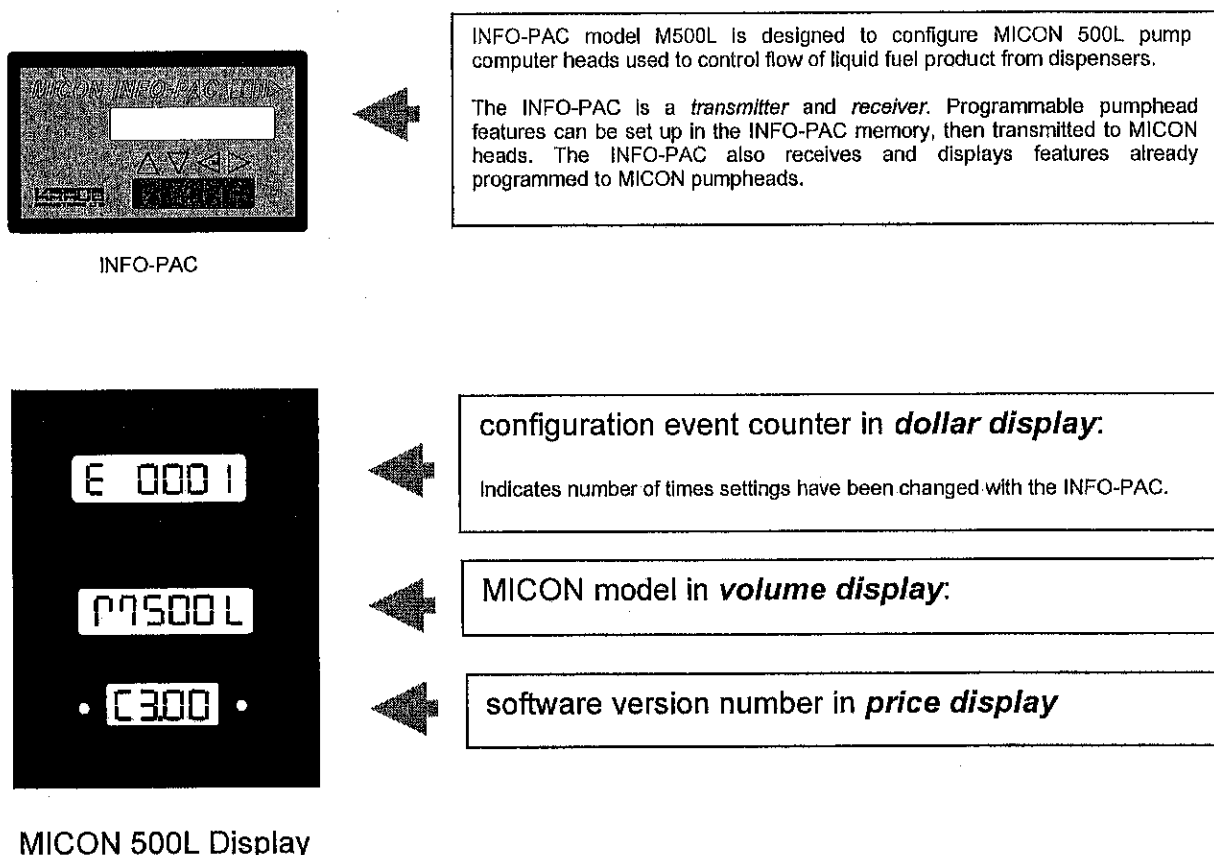 MICON INFO-PAC
INFO-PAC
INFO-PAC model M500L is designed to configure MICON 500L pump
computer heads used to control flow of liquid fuel product from dispensers.
The INFO-PAC is a transmitter and receiver. Programmable pumphead
features can be set up in the INFO-PAC memory, then transmitted to MICON
heads. The INFO-PAC also receives and displays features already
programmed to MICON pumpheads.
E 0001
M500L
C3.00
MICON 500L Display
configuration event counter in dollar display:
Indicates number of times settings have been changed with the INFO-PAC.
MICON model in volume display:
software version number in price display